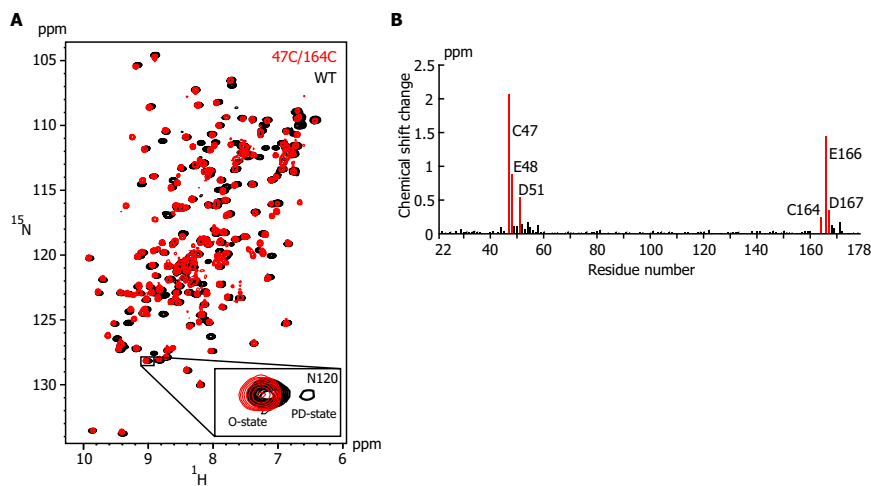 A
ppm
105
110
115
120
125
130
15N
47C/164C
WT
N120
O-state
PD-state
10
9
8
7
6
ppm
1H
B
ppm
2.5
2
1.5
1
0.5
0
Chemical shift change
C47
E48
D51
C164
E166
D167
22
40
60
80
100
120
140
160
178
Residue number